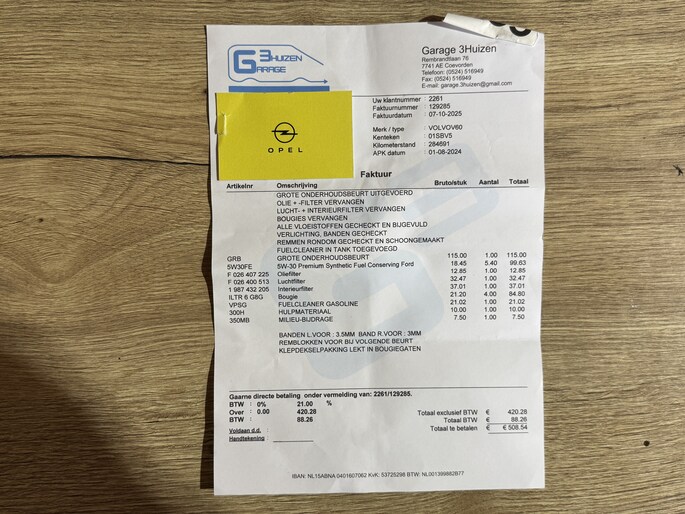 3HUIZEN
GARAGE
Garage 3Huizen
Rembrandtlaan 76
7741 AE Coevorden
Telefoon: (0524) 516949
Fax: (0524) 516949
E-mail: garage.3huizen@gmail.com
OPEL
Uw klantnummer : 2261
Faktuurnummer : 129285
Faktuurdatum : 07-10-2025
Merk / type : VOLVOV60
Kenteken : 01SBV5
Kilometerstand : 284691
APK datum : 01-08-2024
Faktuur
Artikelnr Omschrijving Bruto/stuk Aantal Totaal
GROTE ONDERHOUDSBEURT UITGEVOERD
OLIE + -FILTER VERVANGEN
LUCHT- + INTERIEURFILTER VERVANGEN
BOUGIES VERVANGEN
ALLE VLOEISTOFFEN GECHECKT EN BIJGEVULD
VERLICHTING, BANDEN GECHECKT
REMMEN RONDOM GECHECKT EN SCHOONGEMAAKT
FUELCLEANER IN TANK TOEGEVOEGD
GRB GROTE ONDERHOUDSBEURT 115.00 1.00 115.00
5W30FE 5W-30 Premium Synthetic Fuel Conserving Ford 18.45 5.40 99.63
F 026 407 225 Oliefilter 12.85 1.00 12.85
F 026 400 513 Luchtfilter 32.47 1.00 32.47
1 987 432 205 Interieurfilter 37.01 1.00 37.01
ILTR 6 G8G Bougie 21.20 4.00 84.80
VPSG FUELCLEANER GASOLINE 21.02 1.00 21.02
300H HULPMATERIAAL 10.00 1.00 10.00
350MB MILIEU-BIJDRAGE 7.50 1.00 7.50
BANDEN L.VOOR : 3.5MM BAND R.VOOR : 3MM
REMBLOKKEN VOOR BIJ VOLGENDE BEURT
KLEPDEKSELPAKKING LEKT IN BOUGIEGATEN
Gaarne directe betaling onder vermelding van: 2261/129285.
BTW : 0% 21.00 %
Over : 0.00 420.28
BTW : 88.26
Voldaan d.d. :
Handtekening :
Totaal exclusief BTW € 420.28
Totaal BTW € 88.26
Totaal te betalen € € 508.54
IBAN: NL15ABNA 0401607062 KvK: 53725298 BTW: NL001399882B77